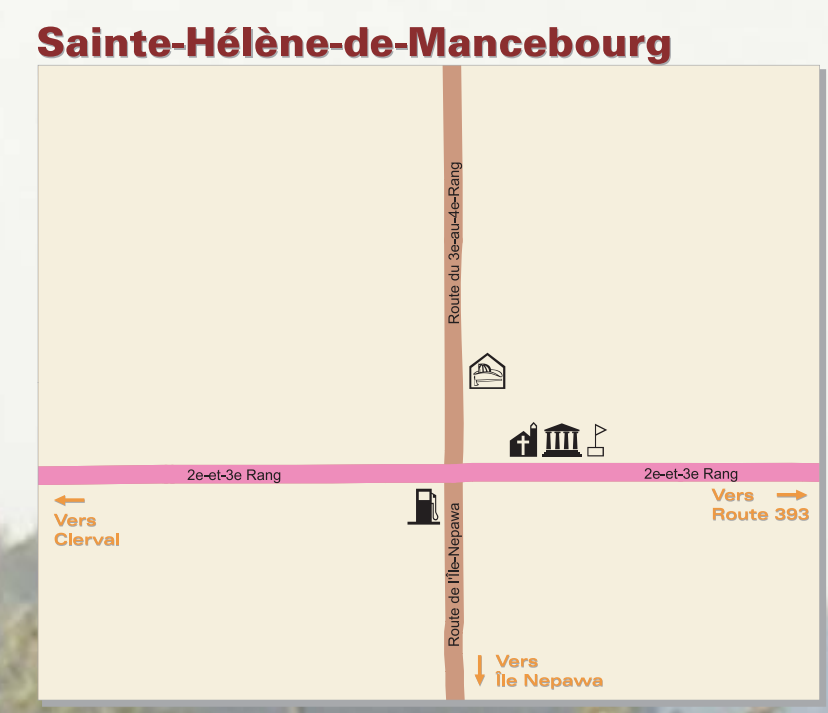 Sainte-Hélène-de-Mancebourg
Route du 3e-au-4e-Rang
2e-et-3e Rang
2e-et-3e Rang
Vers
Clerval
Vers
Route 393
Route de l'Île-Nepawa
Vers
Île Nepawa